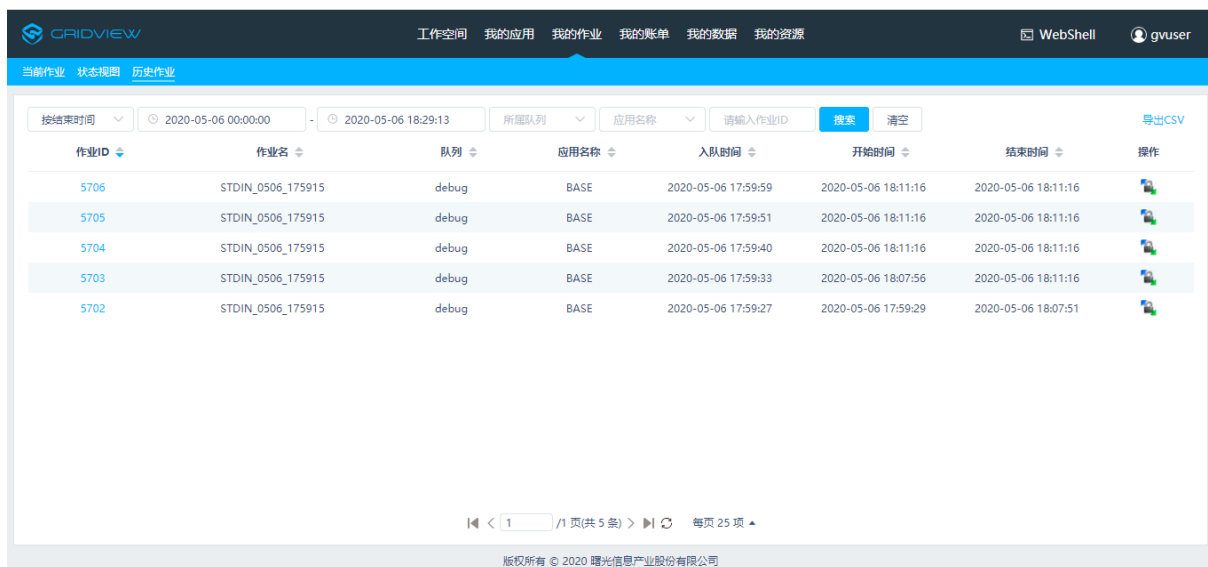 GRIDVIEW 工作空间 我的应用 我的作业 我的账单 我的数据 我的资源 WebShell gvuser
当前作业 状态视图 历史作业
按结束时间 2020-05-06 00:00:00 - 2020-05-06 18:29:13 所属队列 应用名称 请输入作业ID 搜索 清空 导出CSV
作业ID 作业名 队列 应用名称 入队时间 开始时间 结束时间 操作
5706 STDIN_0506_175915 debug BASE 2020-05-06 17:59:59 2020-05-06 18:11:16 2020-05-06 18:11:16
5705 STDIN_0506_175915 debug BASE 2020-05-06 17:59:51 2020-05-06 18:11:16 2020-05-06 18:11:16
5704 STDIN_0506_175915 debug BASE 2020-05-06 17:59:40 2020-05-06 18:11:16 2020-05-06 18:11:16
5703 STDIN_0506_175915 debug BASE 2020-05-06 17:59:33 2020-05-06 18:07:56 2020-05-06 18:11:16
5702 STDIN_0506_175915 debug BASE 2020-05-06 17:59:27 2020-05-06 17:59:29 2020-05-06 18:07:51
1 /1 页(共 5 条) 每页 25 项
版权所有 © 2020 曙光信息产业股份有限公司